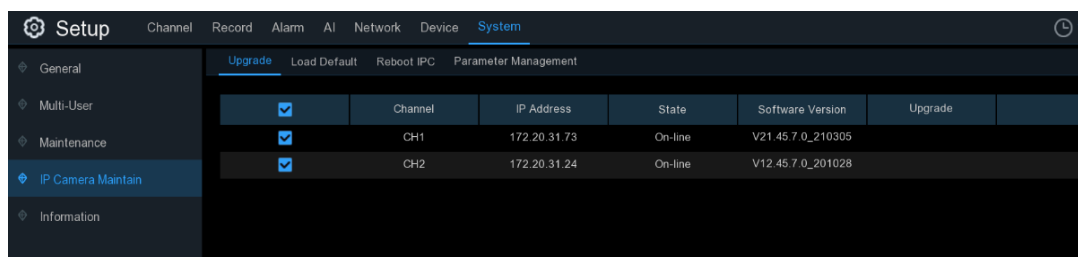 Setup Channel Record Alarm AI Network Device System
General
Multi-User
Maintenance
IP Camera Maintain
Information
Upgrade Load Default Reboot IPC Parameter Management
Channel IP Address State Software Version Upgrade
CH1 172.20.31.73 On-line V21.45.7.0_210305
CH2 172.20.31.24 On-line V12.45.7.0_201028